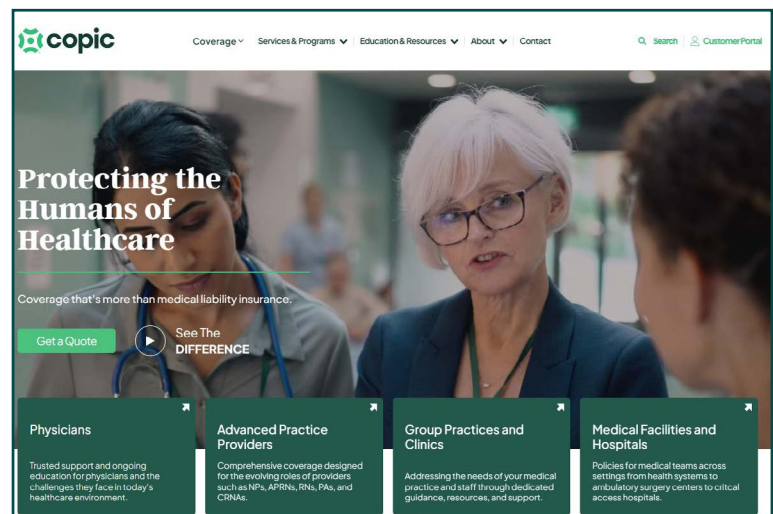 copic
Coverage Services & Programs Education & Resources About Contact Search Customer Portal
Protecting the
Humans of
Healthcare
Coverage that's more than medical liability insurance.
Get a Quote
See The
DIFFERENCE
Physicians
Trusted support and ongoing
education for physicians and the
challenges they face in today's
healthcare environment.
Advanced Practice
Providers
Comprehensive coverage designed
for the evolving roles of providers
such as NPs, APRNs, RNs, PAs, and
CRNAs.
Group Practices and
Clinics
Addressing the needs of your medical
practice and staff through dedicated
guidance, resources, and support.
Medical Facilities and
Hospitals
Policies for medical teams across
settings from health systems to
ambulatory surgery centers to critcal
access hospitals.